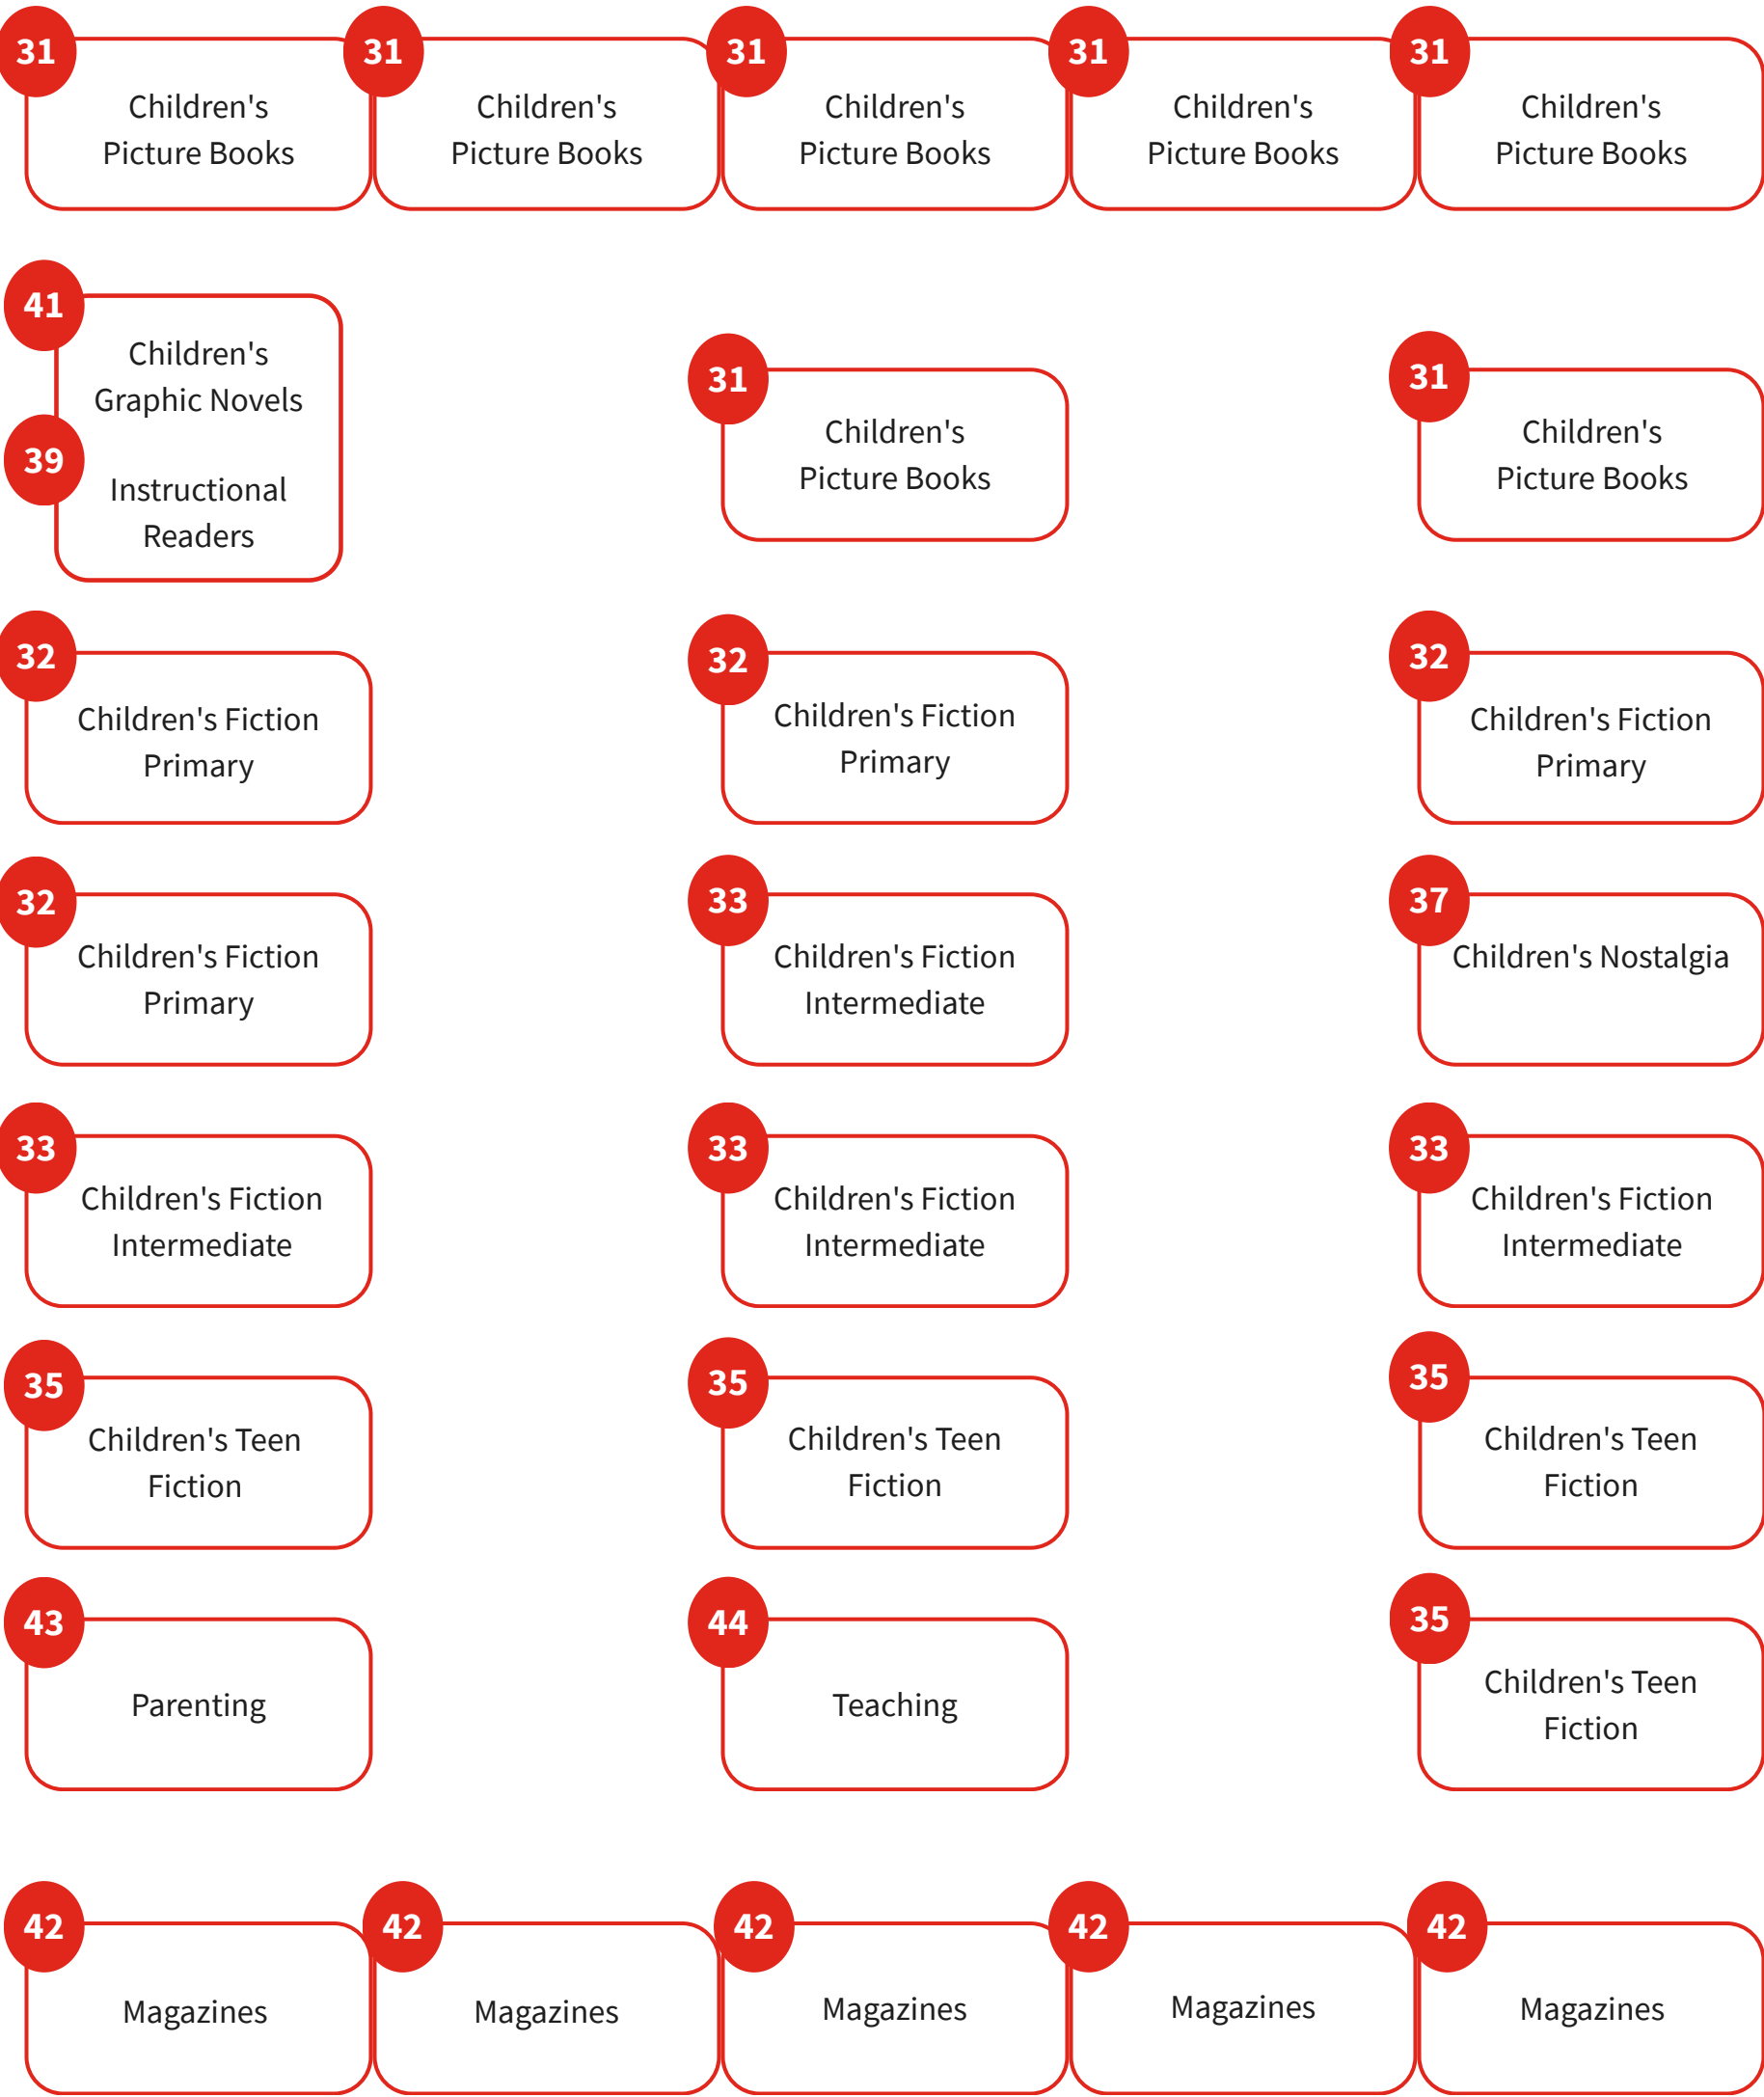 31 31 31 31 31
Children's Children's Children's Children's Children's
Picture Books Picture Books Picture Books Picture Books Picture Books
41
Children's
Graphic Novels
39
Instructional
Readers
31
Children's
Picture Books
31
Children's
Picture Books
32
Children's Fiction
Primary
32
Children's Fiction
Primary
32
Children's Fiction
Primary
32
Children's Fiction
Primary
33
Children's Fiction
Intermediate
37
Children's Nostalgia
33
Children's Fiction
Intermediate
33
Children's Fiction
Intermediate
33
Children's Fiction
Intermediate
35
Children's Teen
Fiction
35
Children's Teen
Fiction
35
Children's Teen
Fiction
43
Parenting
44
Teaching
35
Children's Teen
Fiction
42 42 42 42 42
Magazines Magazines Magazines Magazines Magazines